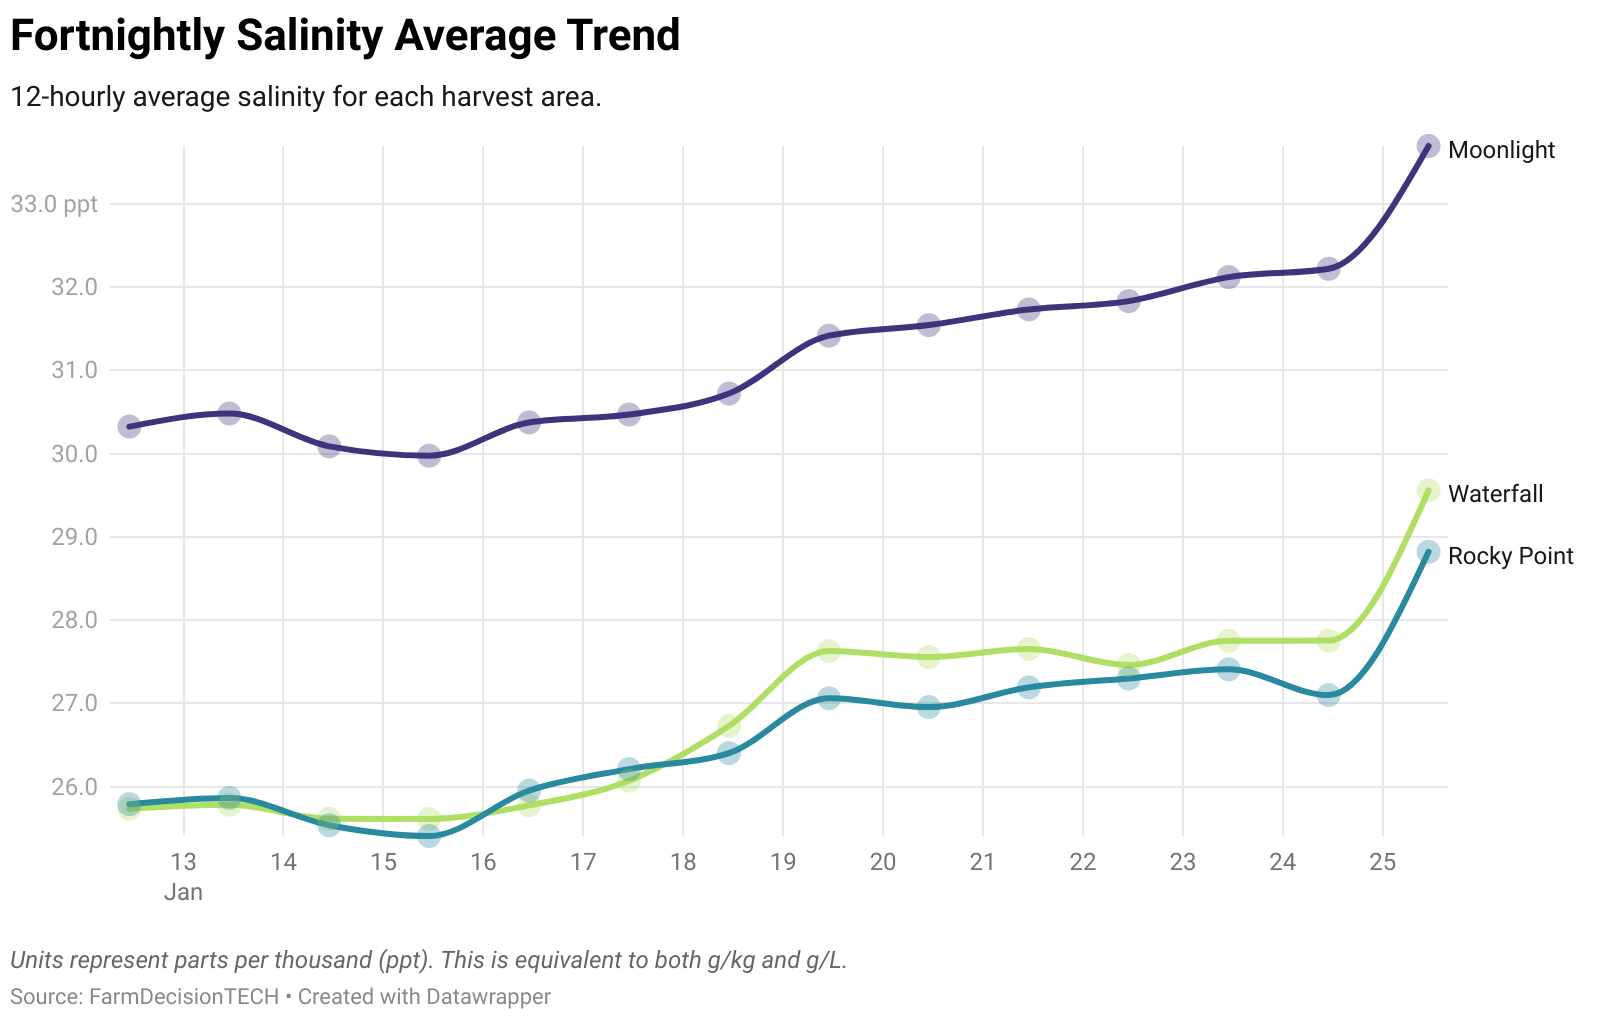 Fortnightly Salinity Average Trend
12-hourly average salinity for each harvest area.
Moonlight
33.0 ppt
32.0
31.0
30.0
Waterfall
29.0
Rocky Point
28.0
27.0
26.0
13 14 15 16 17 18 19 20 21 22 23 24 25
Jan
Units represent parts per thousand (ppt). This is equivalent to both g/kg and g/L.
Source: FarmDecisionTECH • Created with Datawrapper